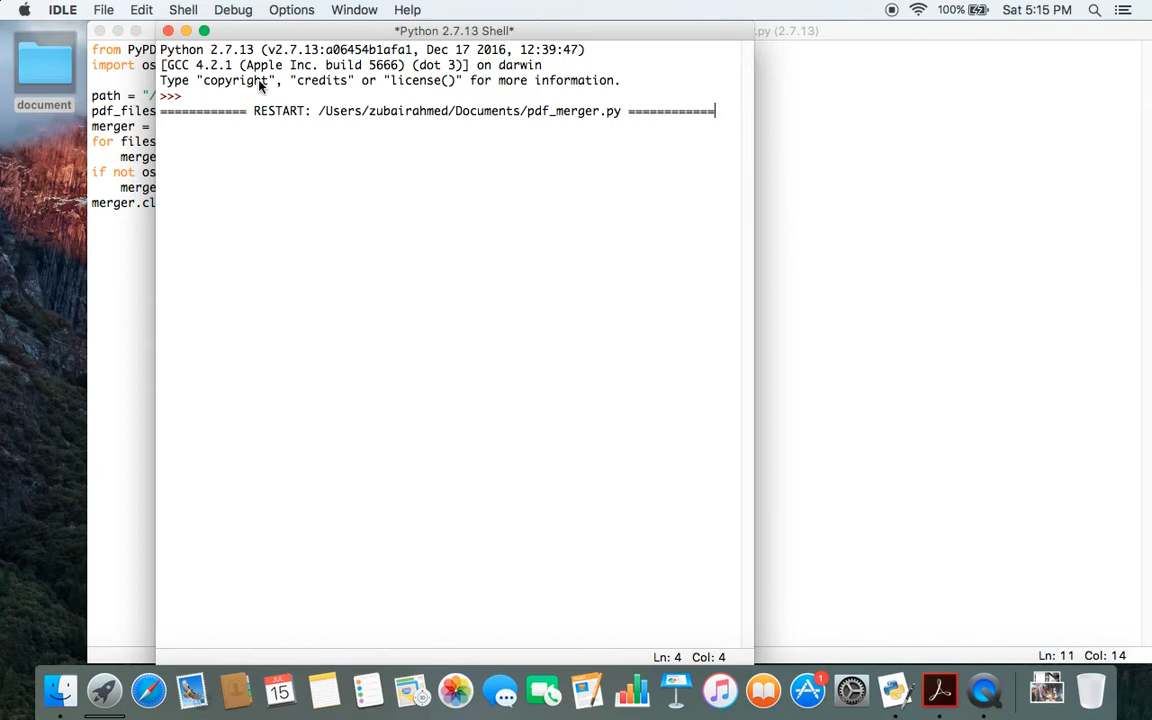 IDLE File Edit Shell Debug Options Window Help 100% Sat 5:15 PM
*Python 2.7.13 Shell*
.py (2.7.13)
document
from PyPD
import os
path = "/
pdf_files
merger =
for files
merge
if not os
merge
merger.cl
Python 2.7.13 (v2.7.13:a06454b1afa1, Dec 17 2016, 12:39:47)
[GCC 4.2.1 (Apple Inc. build 5666) (dot 3)] on darwin
Type "copyright", "credits" or "license()" for more information.
>>>
============ RESTART: /Users/zubairahmed/Documents/pdf_merger.py ============
Ln: 4 Col: 4
Ln: 11 Col: 14
JUL
15
1